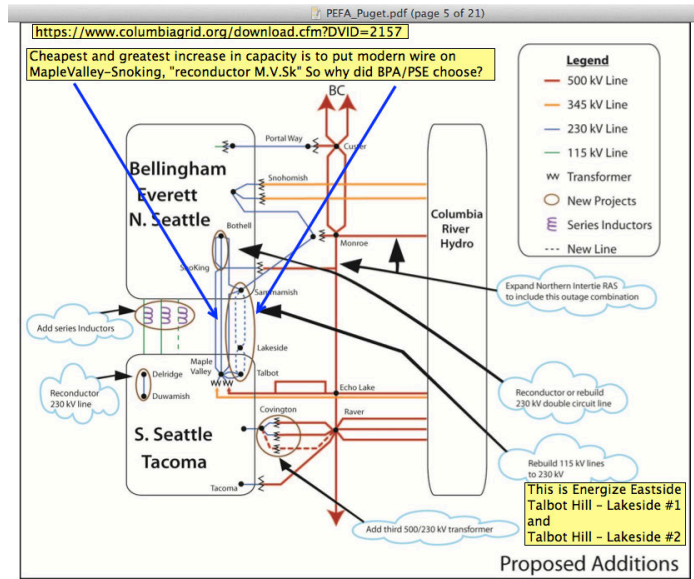 PEFA_Puget.pdf (page 5 of 21)
https://www.columbiagrid.org/download.cfm?DVID=2157
Cheapest and greatest increase in capacity is to put modern wire on
MapleValley-Snoking, "reconductor M.V.Sk" So why did BPA/PSE choose?
Legend
500 kV Line
345 kV Line
230 kV Line
115 kV Line
Transformer
New Projects
Series Inductors
New Line
BC
Portal Way
Custer
Bellingham
Everett
N. Seattle
Snohomish
Bothell
Monroe
Columbia
River
Hydro
SnoKing
Sammamish
Expand Northern Intertie RAS
to include this outage combination
Add series Inductors
Lakeside
Maple
Valley
Talbot
Delridge
Duwamish
Reconductor
230 kV line
Echo Lake
Reconductor or rebuild
230 kV double circuit line
Covington
Raver
S. Seattle
Tacoma
Tacoma
Rebuild 115 kV lines
to 230 kV
This is Energize Eastside
Talbot Hill - Lakeside #1
and
Talbot Hill - Lakeside #2
Add third 500/230 kV transformer
Proposed Additions